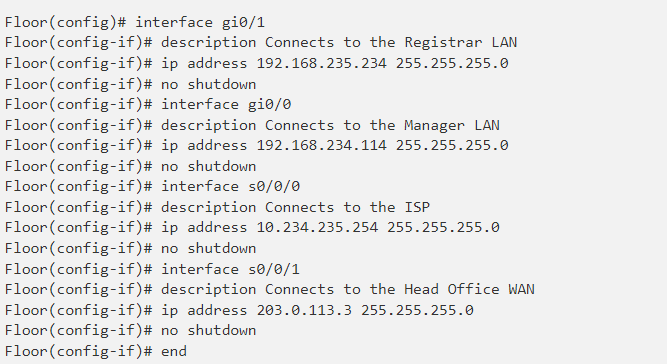 Floor(config)# interface gi0/1
Floor(config-if)# description Connects to the Registrar LAN
Floor(config-if)# ip address 192.168.235.234 255.255.255.0
Floor(config-if)# no shutdown
Floor(config-if)# interface gi0/0
Floor(config-if)# description Connects to the Manager LAN
Floor(config-if)# ip address 192.168.234.114 255.255.255.0
Floor(config-if)# no shutdown
Floor(config-if)# interface s0/0/0
Floor(config-if)# description Connects to the ISP
Floor(config-if)# ip address 10.234.235.254 255.255.255.0
Floor(config-if)# no shutdown
Floor(config-if)# interface s0/0/1
Floor(config-if)# description Connects to the Head Office WAN
Floor(config-if)# ip address 203.0.113.3 255.255.255.0
Floor(config-if)# no shutdown
Floor(config-if)# end